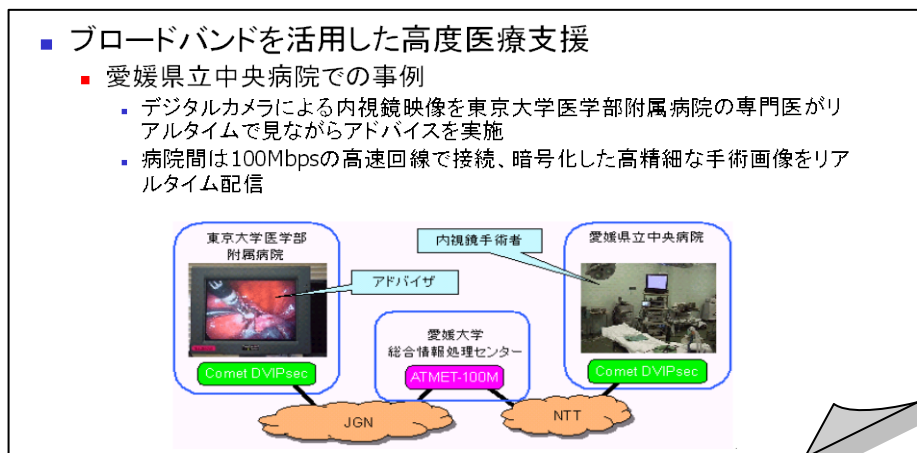 ブロードバンドを活用した高度医療支援
愛媛県立中央病院での事例
デジタルカメラによる内視鏡映像を東京大学医学部附属病院の専門医がリ
アルタイムで見ながらアドバイスを実施
病院間は100Mbpsの高速回線で接続、暗号化した高精細な手術画像をリア
ルタイム配信
東京大学医学部
附属病院
内視鏡手術者
愛媛県立中央病院
アドバイザ
愛媛大学
総合情報処理センター
Comet DVIPsec
ATMET-100M
Comet DVIPsec
JGN
NTT